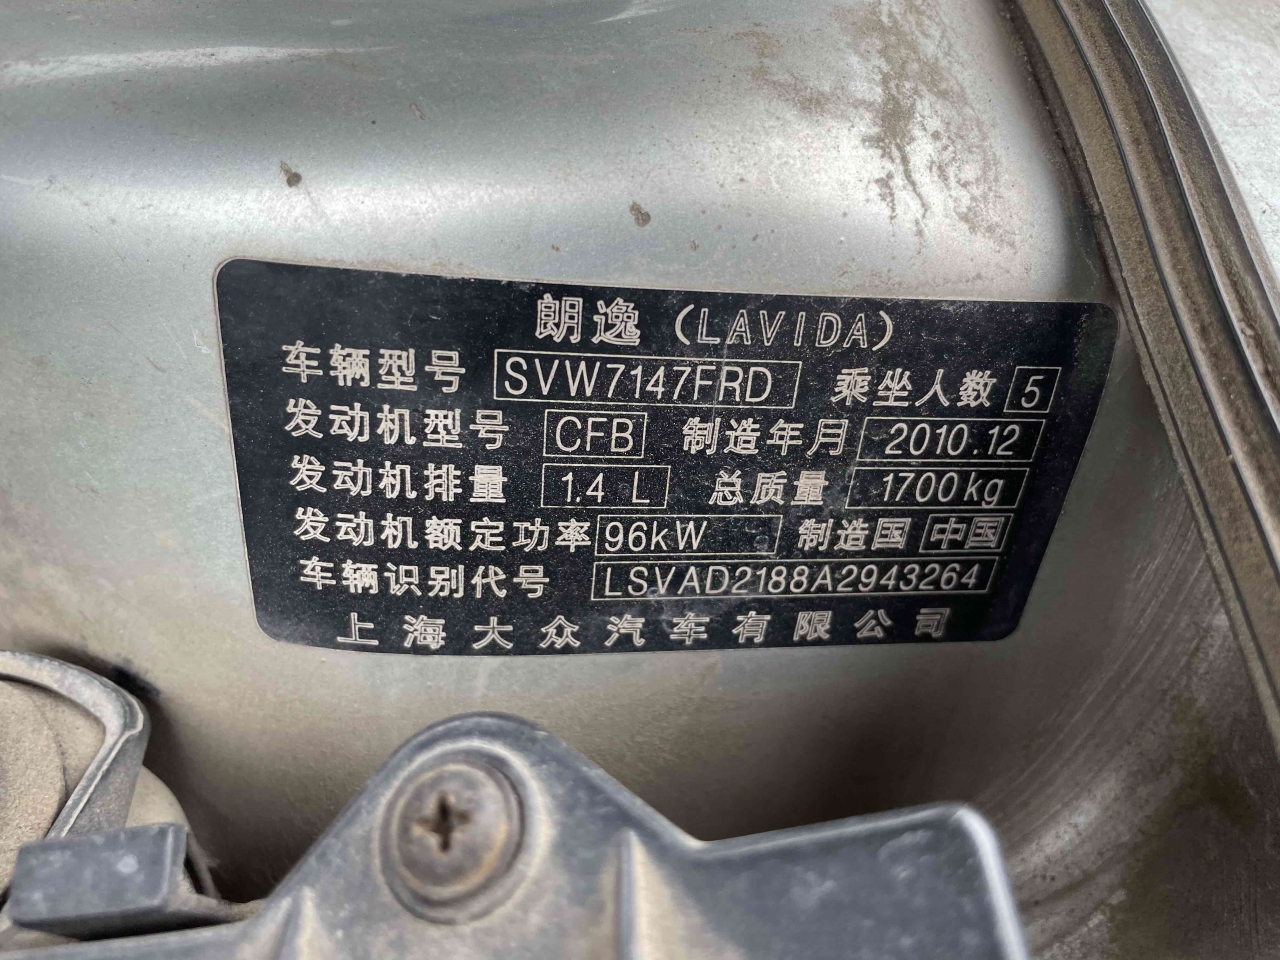 朗逸（LAVIDA）
车辆型号 SVW7147FRD 乘坐人数 5
发动机型号 CFB 制造年月 2010.12
发动机排量 1.4 L 总质量 1700kg
发动机额定功率 96kW 制造国 中国
车辆识别代号 LSVAD2188A2943264
上海大众汽车有限公司